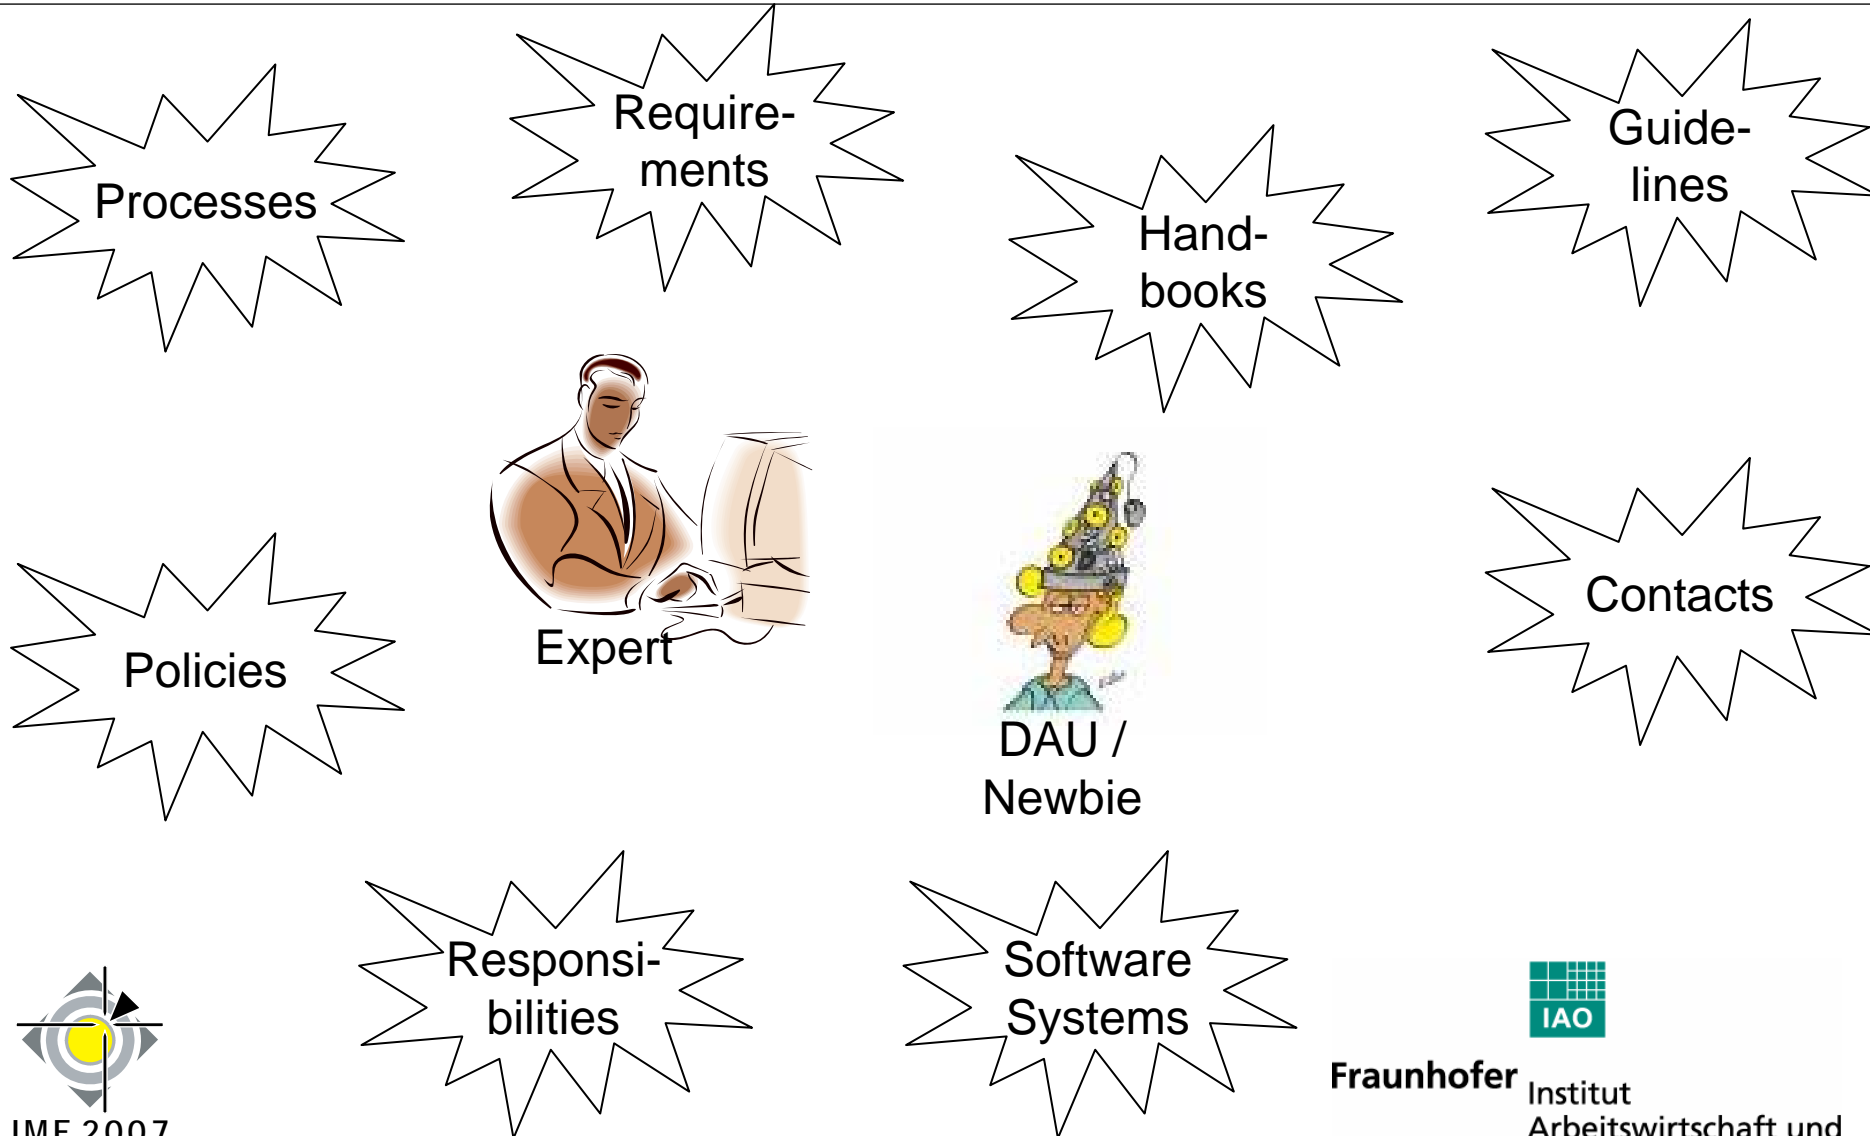 Processes
Require-
ments
Hand-
books
Guide-
lines
Expert
Policies
DAU /
Newbie
Contacts
Responsi-
bilities
Software
Systems
IMF 2007
IAO
Fraunhofer
Institut
Arbeitswirtschaft und